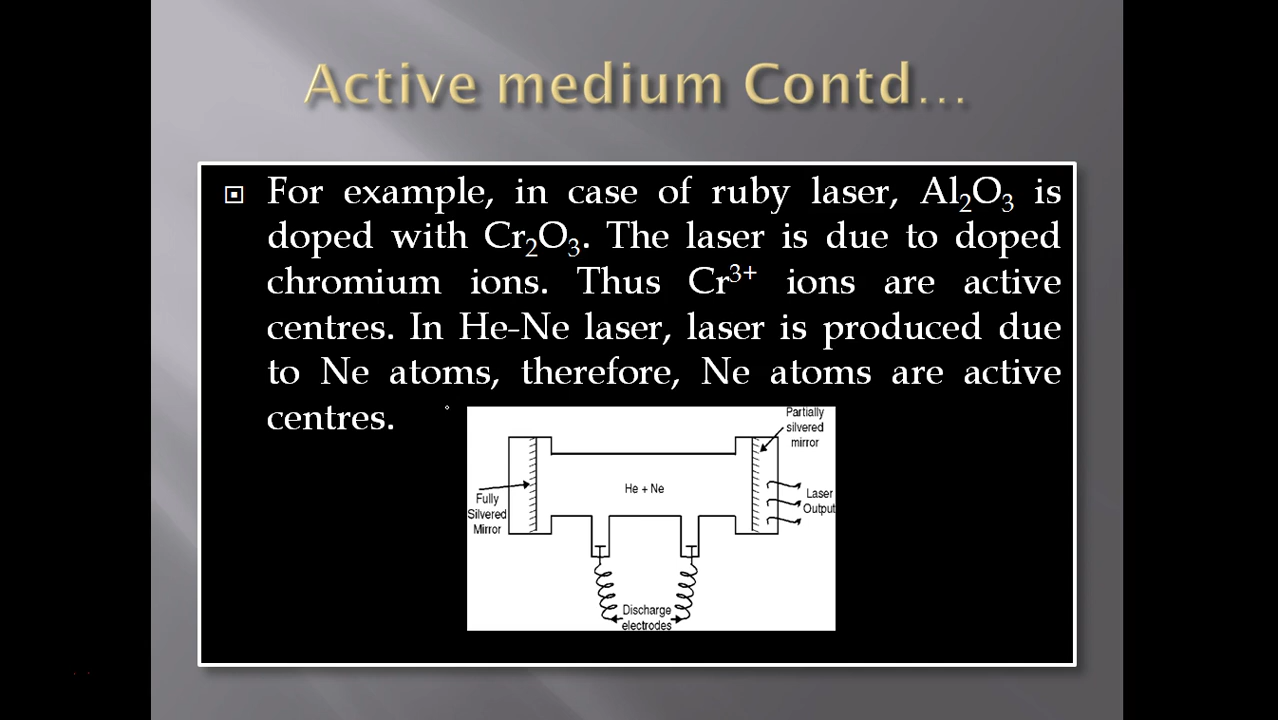 Active medium Contd...
For example, in case of ruby laser, Al₂O₃ is
doped with Cr₂O₃. The laser is due to doped
chromium ions. Thus Cr³⁺ ions are active
centres. In He-Ne laser, laser is produced due
to Ne atoms, therefore, Ne atoms are active
centres.
Partially
silvered
mirror
He + Ne
Fully
Silvered
Mirror
Laser
Output
Discharge
electrodes